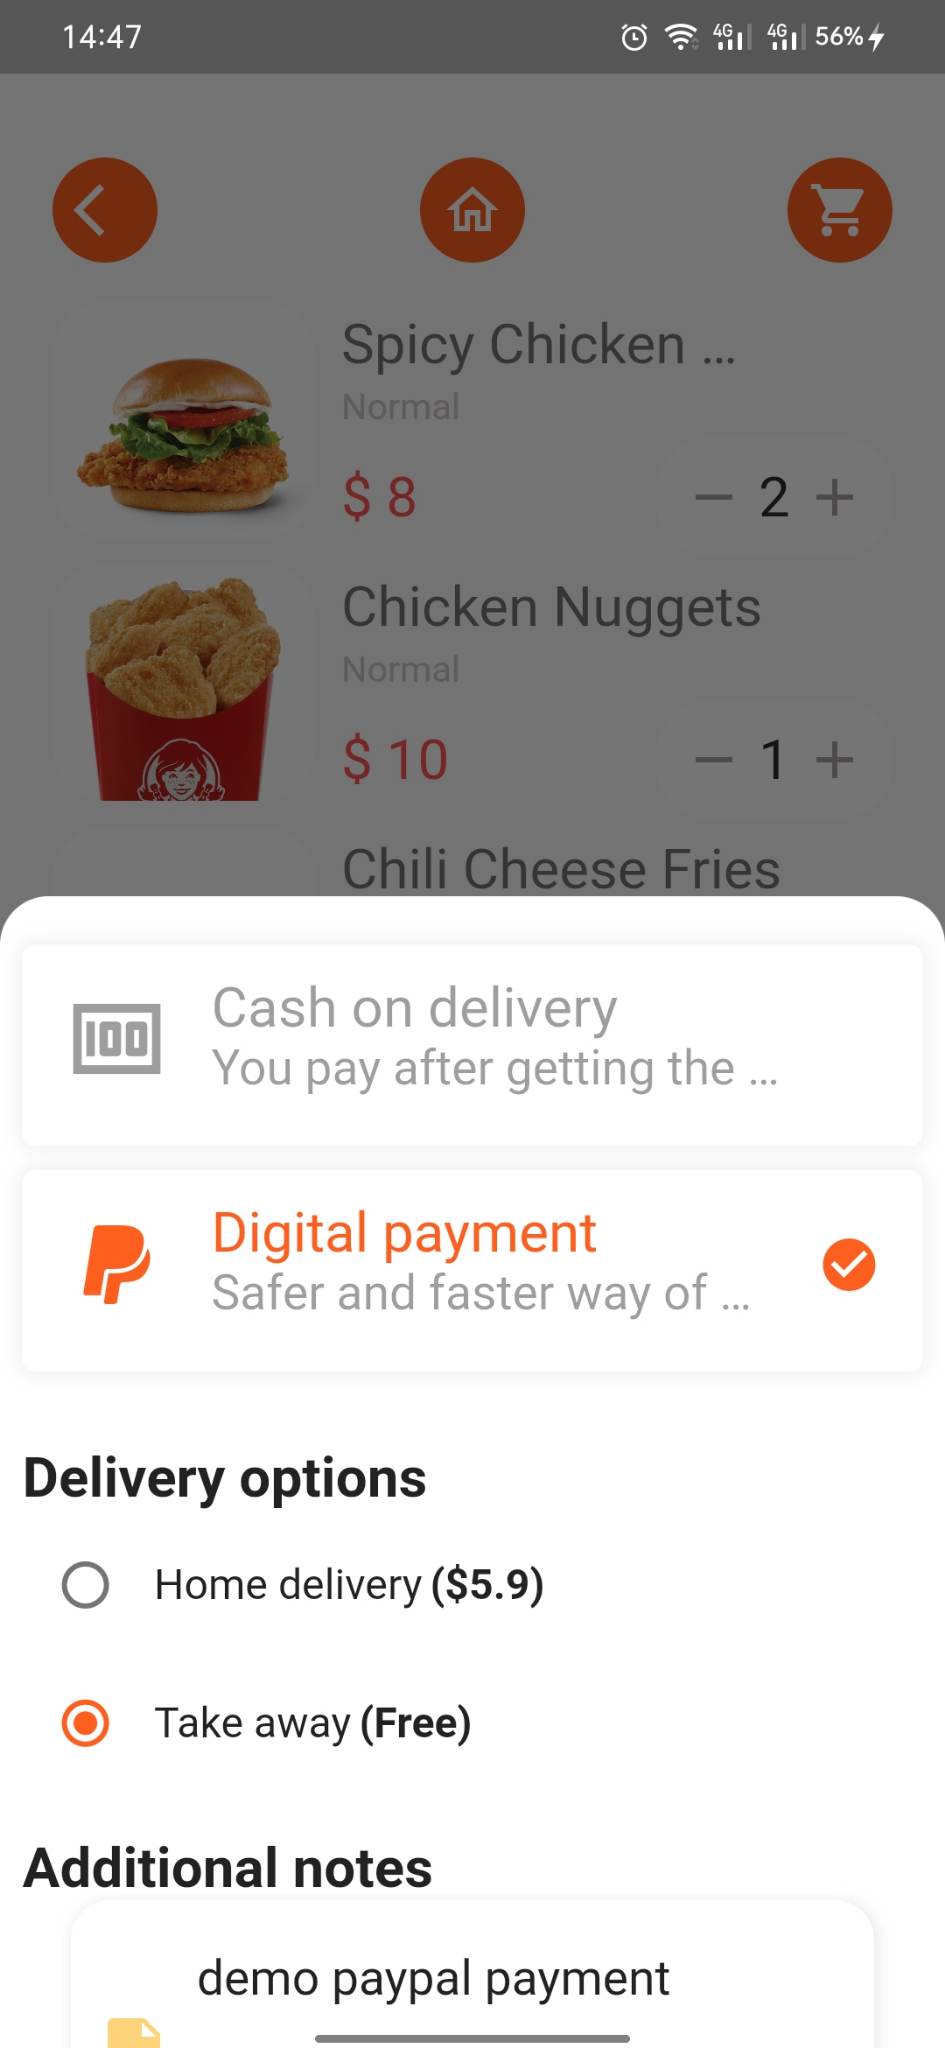 14:47
4G 4G 56%
Spicy Chicken ...
Normal
$ 8
2
Chicken Nuggets
Normal
$ 10
1
Chili Cheese Fries
100
Cash on delivery
You pay after getting the ...
Digital payment
Safer and faster way of ...
Delivery options
Home delivery ($5.9)
Take away (Free)
Additional notes
demo paypal payment